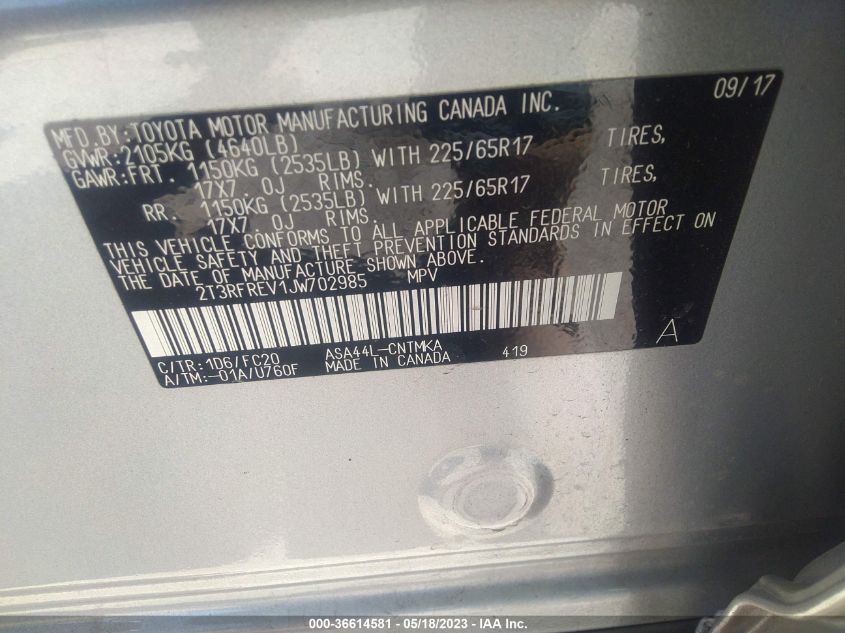 09/17
MFD.BY:TOYOTA MOTOR MANUFACTURING CANADA INC.
GVWR:2105KG (4640LB)
GAWR:FRT. 1150KG (2535LB) WITH 225/65R17 TIRES,
17X7.0J RIMS.
RR. 1150KG (2535LB) WITH 225/65R17 TIRES,
17X7.0J RIMS.
THIS VEHICLE CONFORMS TO ALL APPLICABLE FEDERAL MOTOR
VEHICLE SAFETY AND THEFT PREVENTION STANDARDS IN EFFECT ON
THE DATE OF MANUFACTURE SHOWN ABOVE.
2T3RFREV1JW702985 MPV
A
C/TR:1D6/FC20 ASA44L-CNTMKA 419
A/TM:-01A/U760F MADE IN CANADA
000-36614581 - 05/18/2023 - IAA Inc.